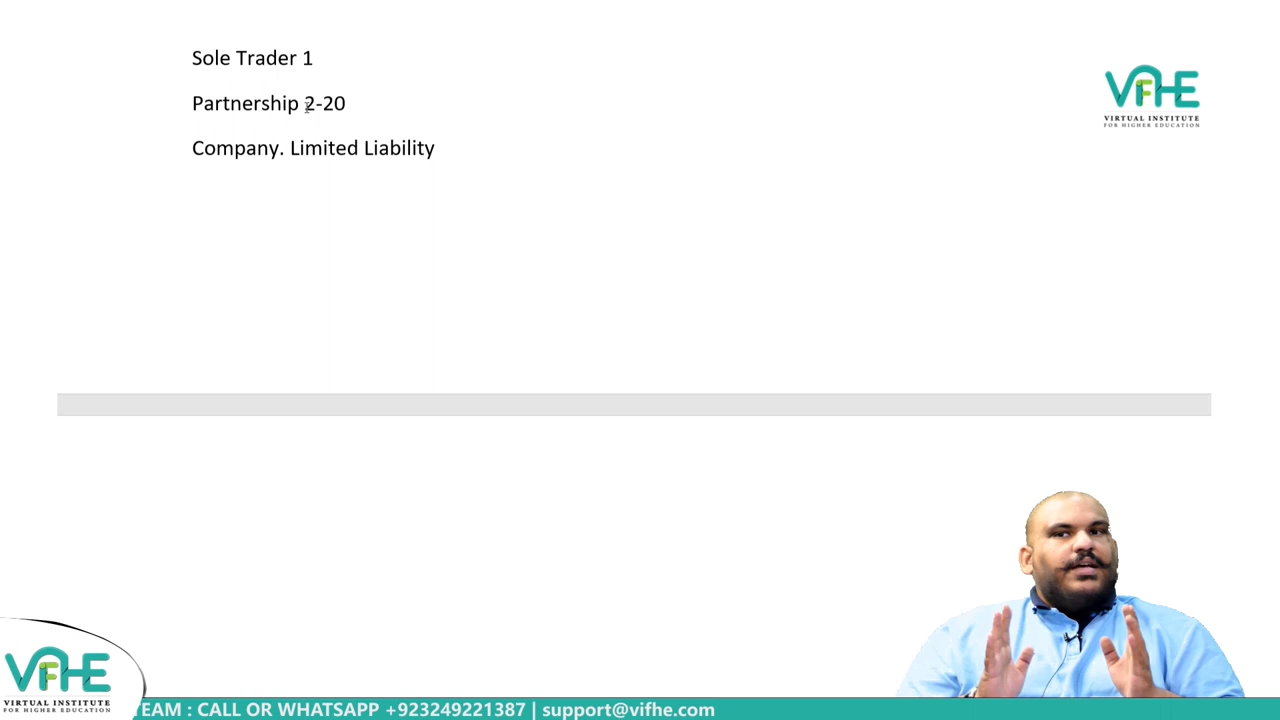 Sole Trader 1
Partnership 2-20
Company. Limited Liability
VIFHE
VIRTUAL INSTITUTE
FOR HIGHER EDUCATION
VIFHE
VIRTUAL INSTITUTE
FOR HIGHER EDUCATION
TEAM : CALL OR WHATSAPP +923249221387 | support@vifhe.com